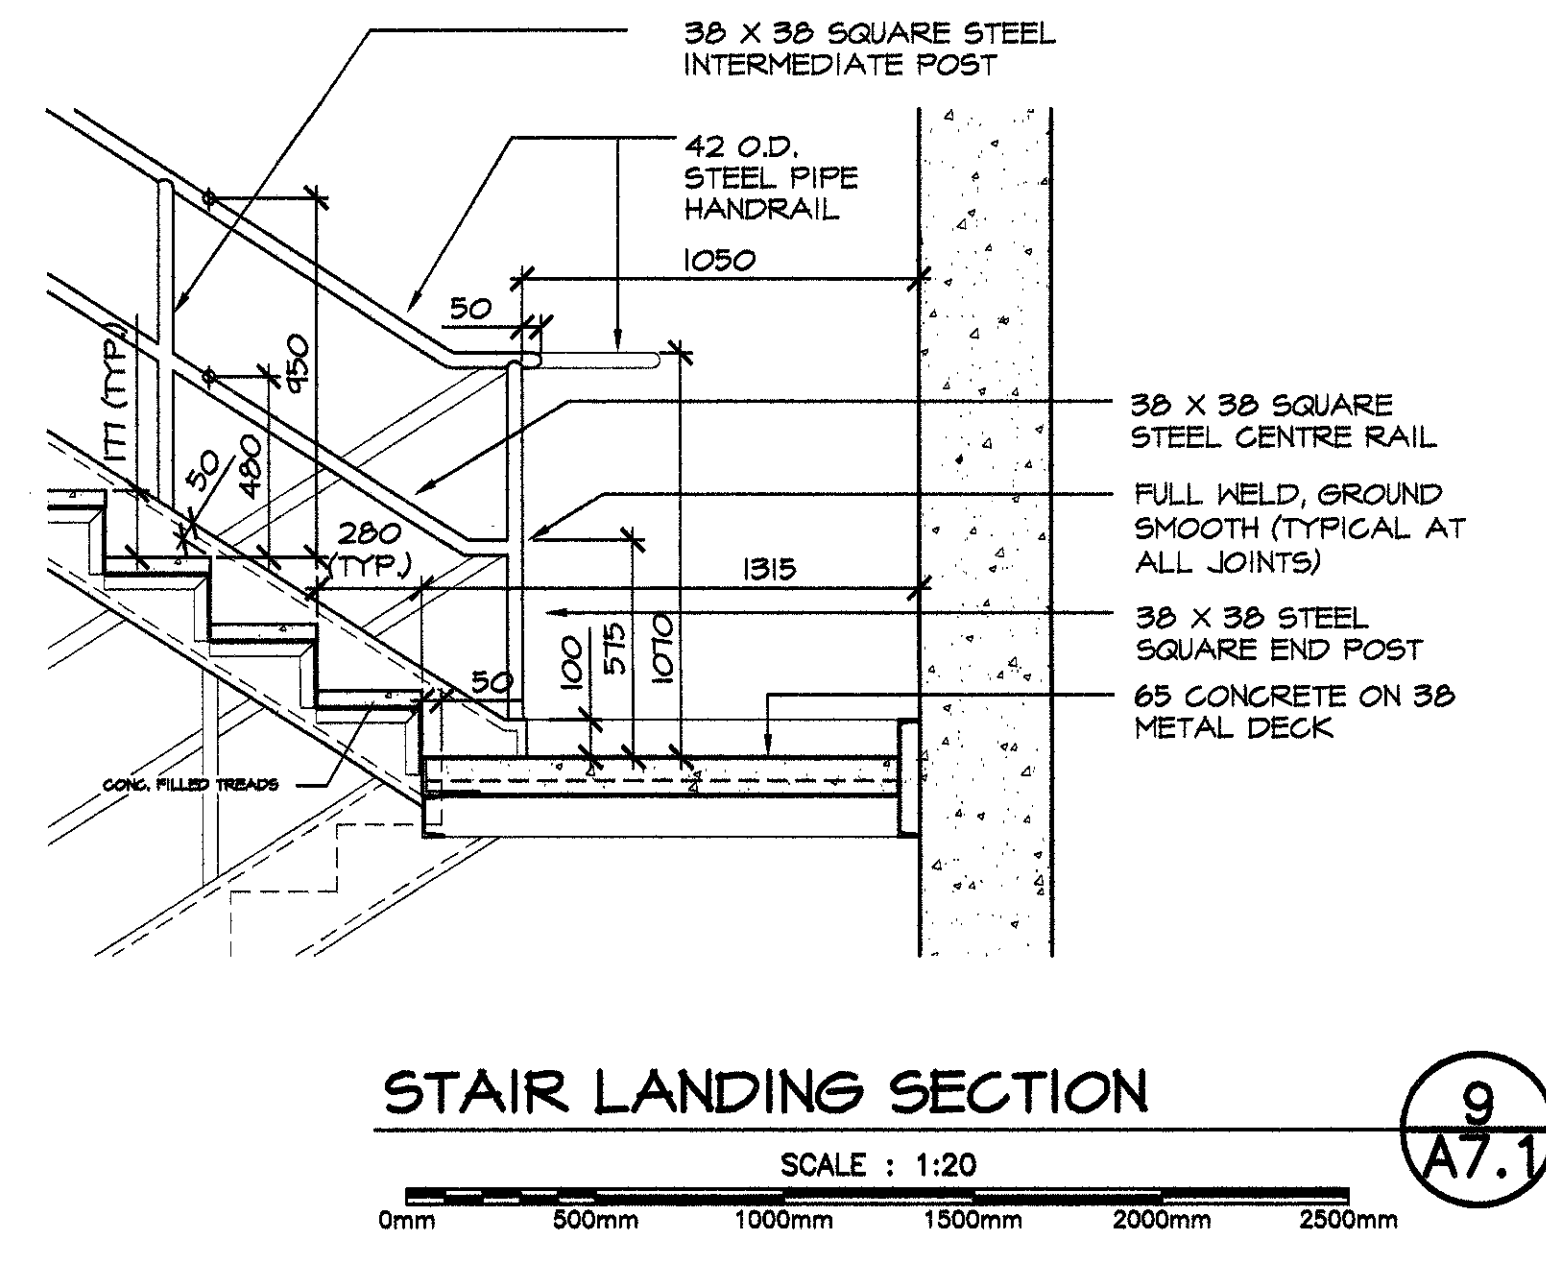 38 X 38 SQUARE STEEL
INTERMEDIATE POST
42 O.D.
STEEL PIPE
HANDRAIL
1050
50
950
177 (TYP.)
480
50
280
(TYP.)
1315
38 X 38 SQUARE
STEEL CENTRE RAIL
FULL WELD, GROUND
SMOOTH (TYPICAL AT
ALL JOINTS)
38 X 38 STEEL
SQUARE END POST
100
575
1070
50
65 CONCRETE ON 38
METAL DECK
CONC. FILLED TREADS
STAIR LANDING SECTION
SCALE : 1:20
0mm 500mm 1000mm 1500mm 2000mm 2500mm
9
A7.1